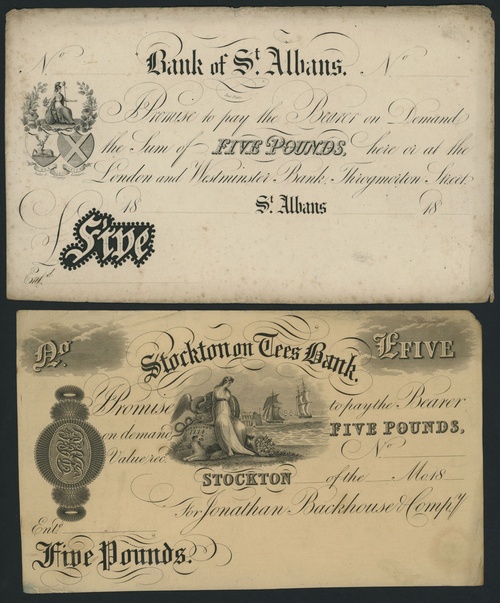 Bank of St. Albans.
No No
I Promise to pay the Bearer on Demand
the Sum of FIVE POUNDS, here or at the
London and Westminster Bank, Throgmorton Street.
18 St. Albans 18
£ Five
Entd.
No. Stockton on Tees Bank. £FIVE
I Promise to pay the Bearer
on demand FIVE POUNDS,
Value recd. No
STOCKTON of the Mo 18
For Jonathan Backhouse & Compy.
Entd.
Five Pounds.